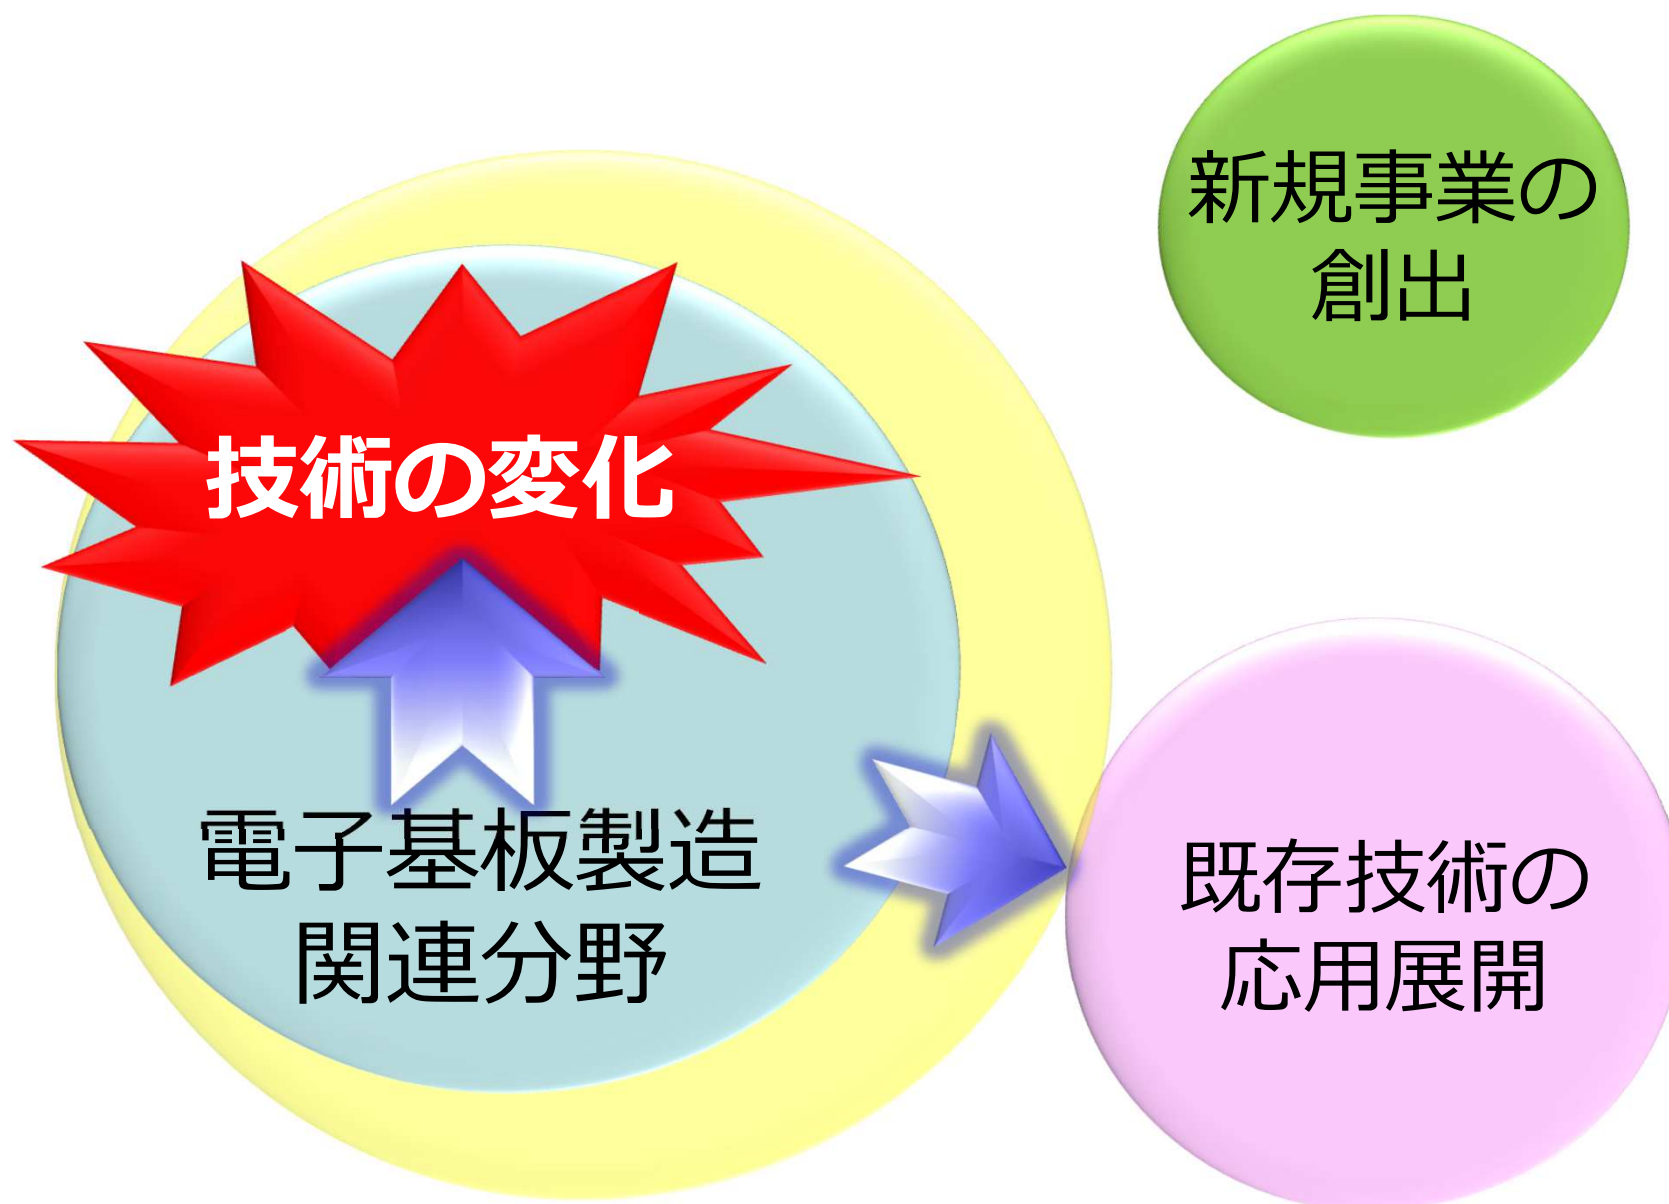 新規事業の
創出
技術の変化
電子基板製造
関連分野
既存技術の
応用展開